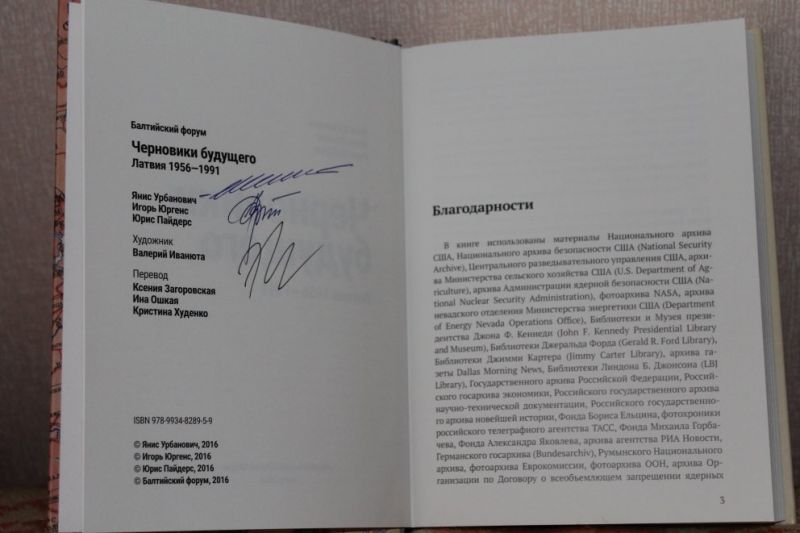 Балтийский форум
Черновики будущего
Латвия 1956—1991
Янис Урбанович
Игорь Юргенс
Юрис Пайдерс
Художник
Валерий Иванюта
Перевод
Ксения Загоровская
Ина Ошкая
Кристина Худенко
ISBN 978-9934-8289-5-9
© Янис Урбанович, 2016
© Игорь Юргенс, 2016
© Юрис Пайдерс, 2016
© Балтийский форум, 2016
Благодарности
В книге использованы материалы Национального архива
США, Национального архива безопасности США (National Security
Archive), Центрального разведывательного управления США, архи-
ва Министерства сельского хозяйства США (U.S. Department of Ag-
riculture), архива Администрации ядерной безопасности США (Na-
tional Nuclear Security Administration), фотоархива NASA, архива
невадского отделения Министерства энергетики США (Department
of Energy Nevada Operations Office), Библиотеки и Музея прези-
дентства Джона Ф. Кеннеди (John F. Kennedy Presidential Library
and Museum), Библиотеки Джеральда Форда (Gerald R. Ford Library),
Библиотеки Джимми Картера (Jimmy Carter Library), архива га-
зеты Dallas Morning News, Библиотеки Линдона Б. Джонсона (LBJ
Library), Государственного архива Российской Федерации, Россий-
ского госархива экономики, Российского государственного архива
научно-технической документации, Российского государственно-
го архива новейшей истории, Фонда Бориса Ельцина, фотохроники
российского телеграфного агентства ТАСС, Фонда Михаила Горба-
чева, Фонда Александра Яковлева, архива агентства РИА Новости,
Германского госархива (Bundesarchiv), Румынского Национального
архива, фотоархива Еврокомиссии, фотоархива ООН, архива Ор-
ганизации по Договору о всеобъемлющем запрещении ядерных
3